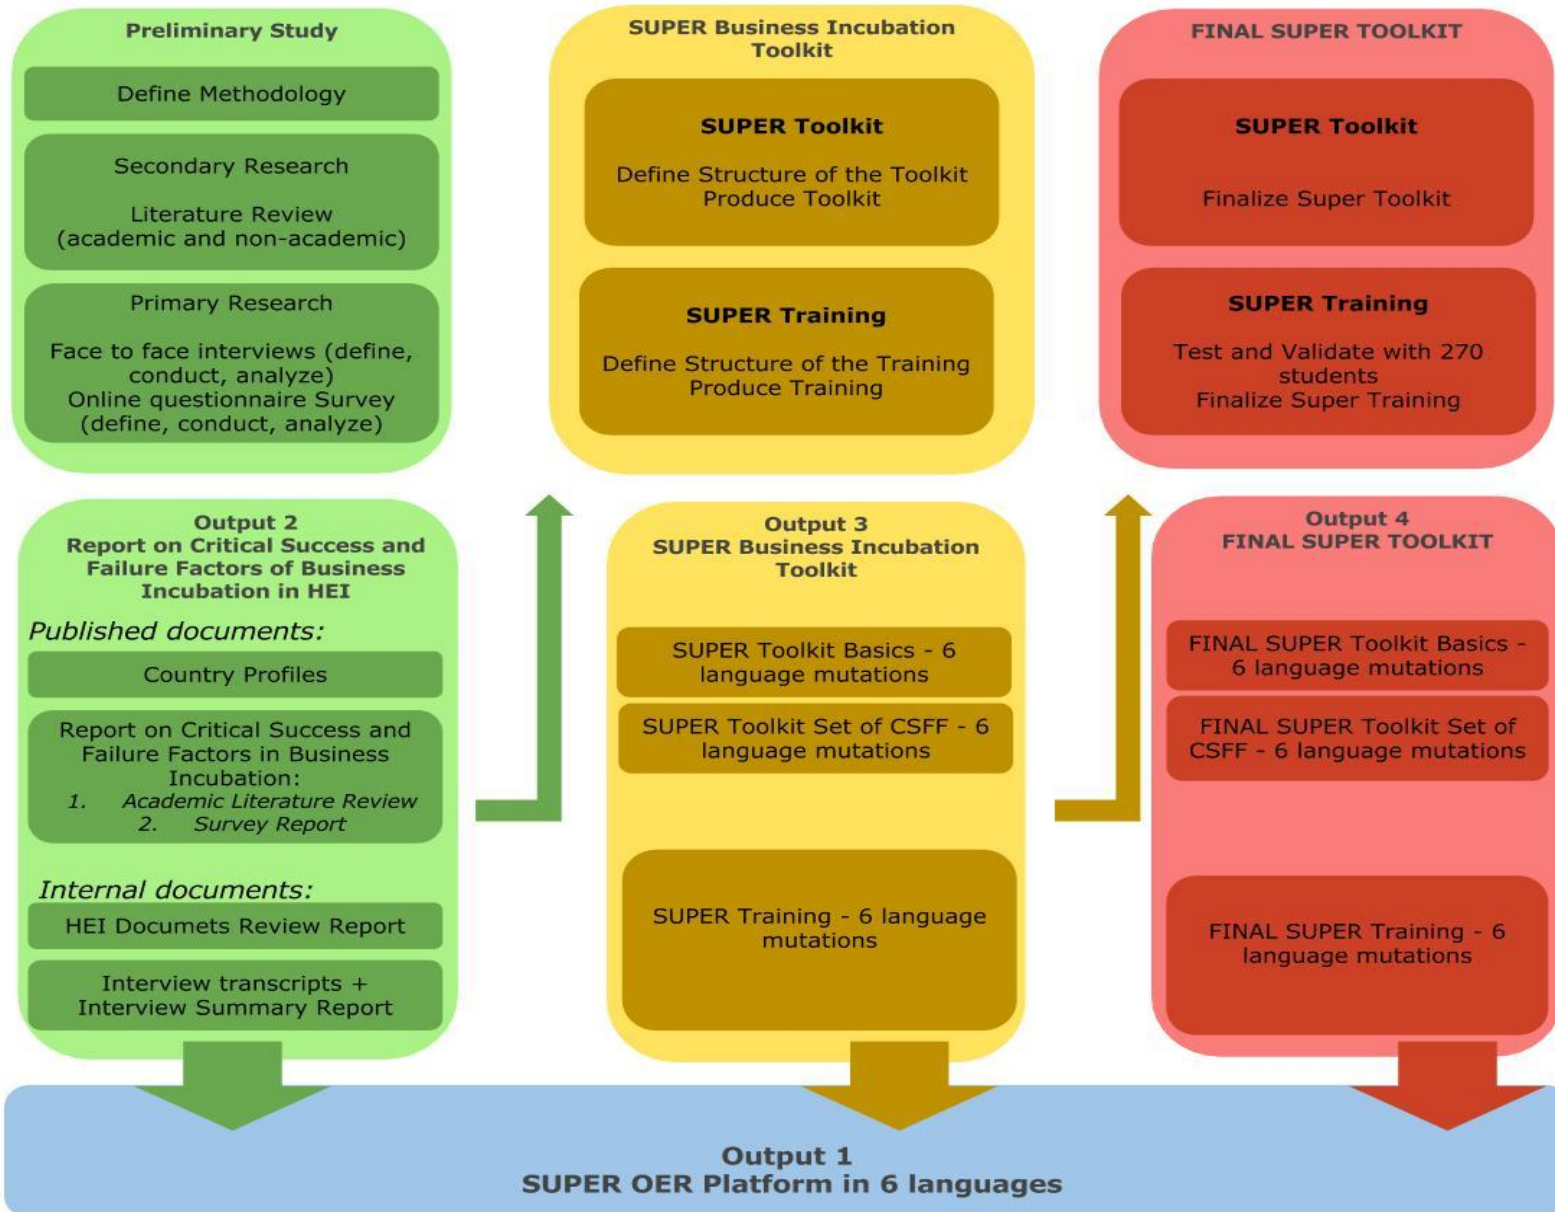 Preliminary Study
Define Methodology
Secondary Research
Literature Review
(academic and non-academic)
Primary Research
Face to face interviews (define,
conduct, analyze)
Online questionnaire Survey
(define, conduct, analyze)
SUPER Business Incubation
Toolkit
SUPER Toolkit
Define Structure of the Toolkit
Produce Toolkit
SUPER Training
Define Structure of the Training
Produce Training
FINAL SUPER TOOLKIT
SUPER Toolkit
Finalize Super Toolkit
SUPER Training
Test and Validate with 270
students
Finalize Super Training
Output 2
Report on Critical Success and
Failure Factors of Business
Incubation in HEI
Published documents:
Country Profiles
Report on Critical Success and
Failure Factors in Business
Incubation:
1. Academic Literature Review
2. Survey Report
Internal documents:
HEI Documets Review Report
Interview transcripts +
Interview Summary Report
Output 3
SUPER Business Incubation
Toolkit
SUPER Toolkit Basics - 6
language mutations
SUPER Toolkit Set of CSFF - 6
language mutations
SUPER Training - 6 language
mutations
Output 4
FINAL SUPER TOOLKIT
FINAL SUPER Toolkit Basics -
6 language mutations
FINAL SUPER Toolkit Set of
CSFF - 6 language mutations
FINAL SUPER Training - 6
language mutations
Output 1
SUPER OER Platform in 6 languages